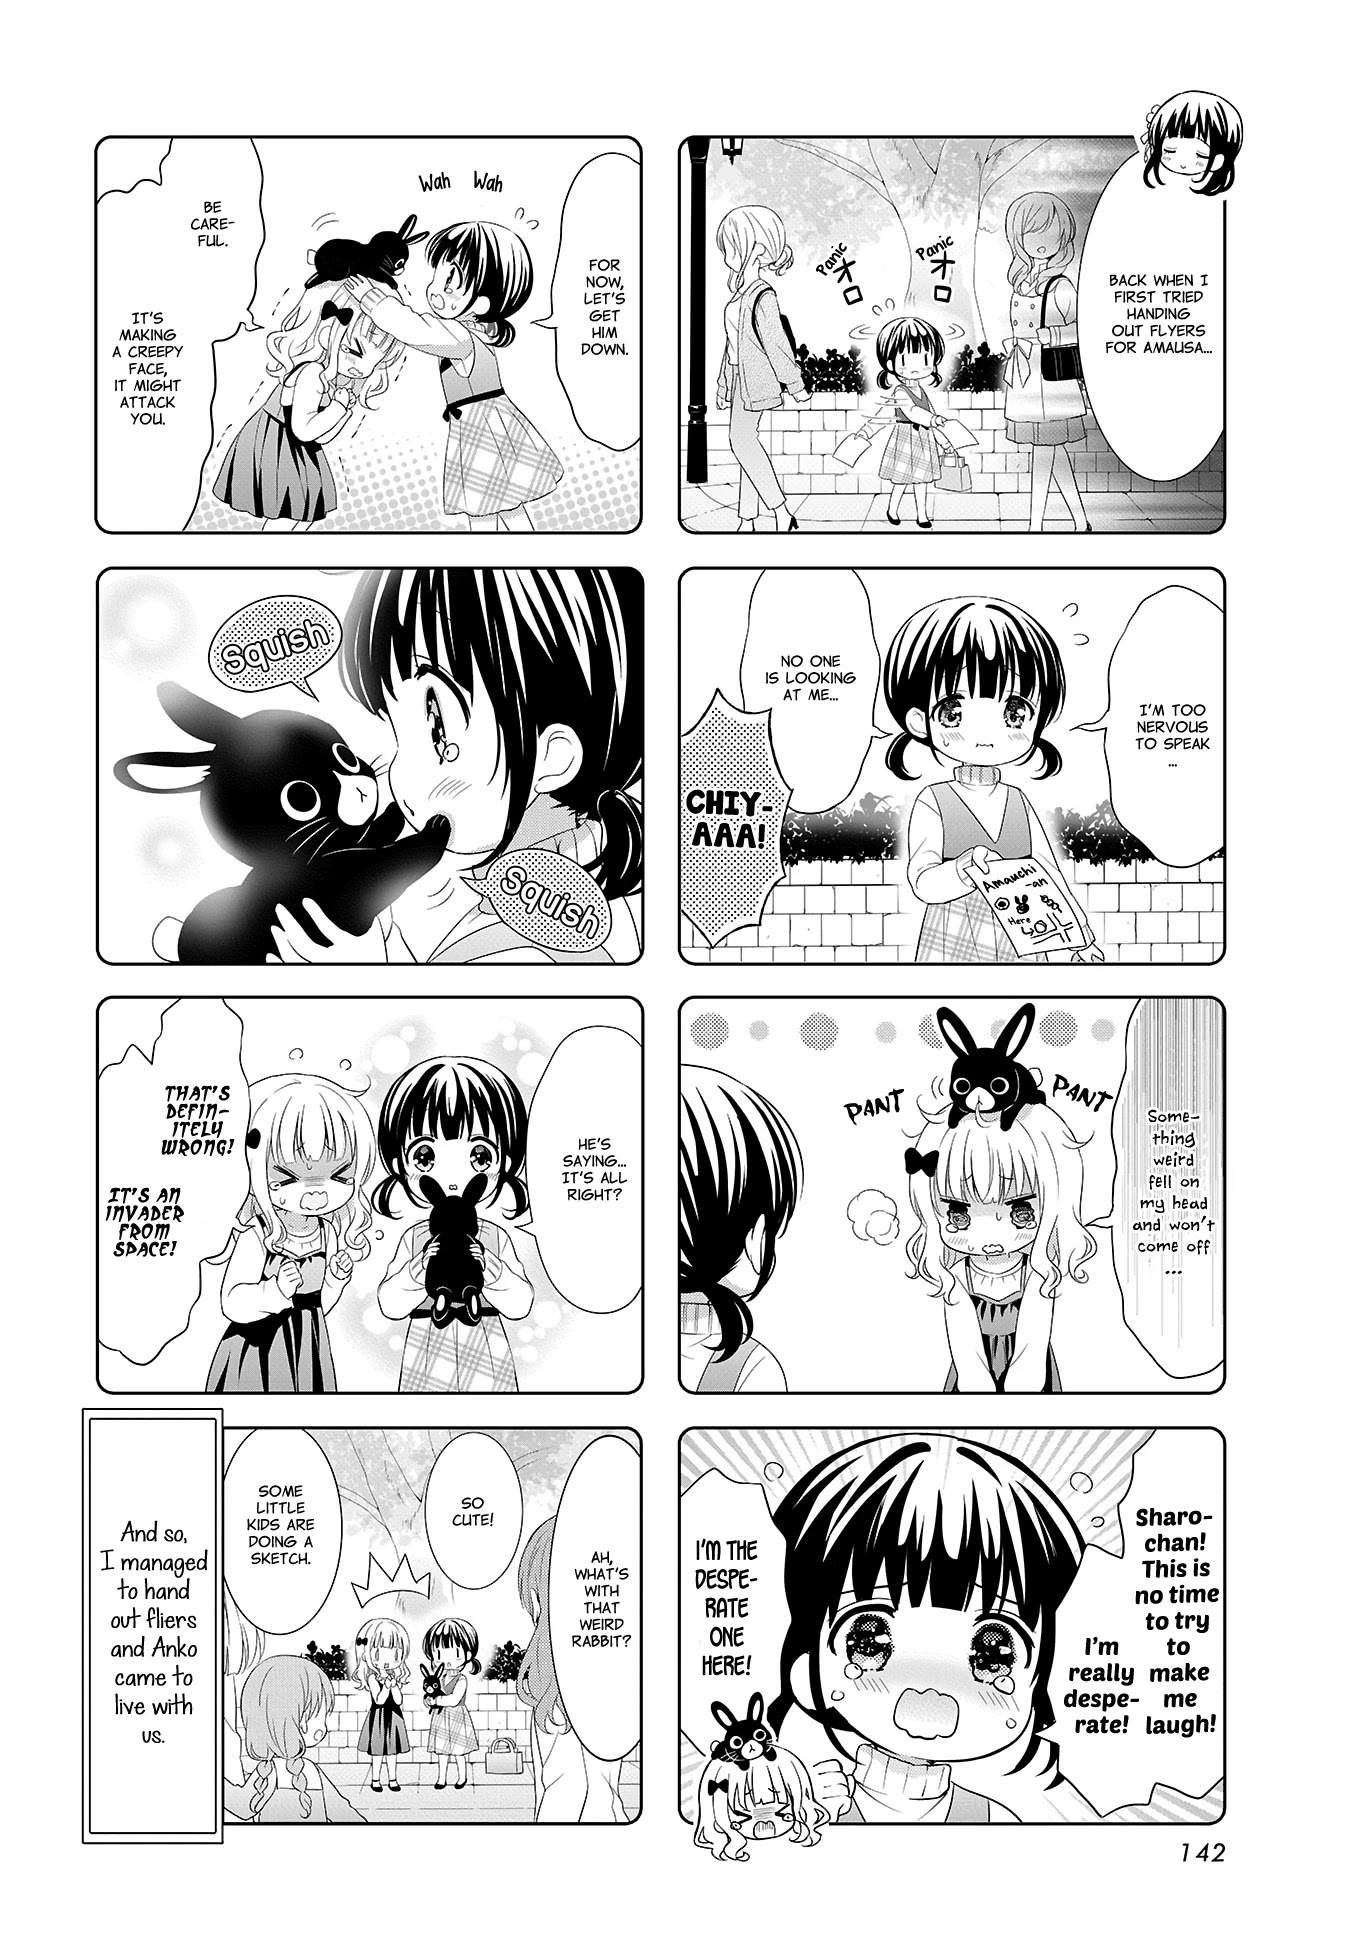 BACK WHEN I
FIRST TRIED
HANDING
OUT FLYERS
FOR AMAUSA...
Panic
オロ
Panic
オロ
I'M TOO
NERVOUS
TO SPEAK
...
NO ONE
IS LOOKING
AT ME...
CHIY-
AAA!
Amauchi
-an
Here
Some-
thing
weird
fell on
my head
and won't
come off
...
PANT
PANT
Sharo-
chan!
This is
no time
to try
to
make
me
laugh!
I'm
really
despe-
rate!
I'M THE
DESPE-
RATE
ONE
HERE!
FOR
NOW,
LET'S
GET
HIM
DOWN.
Wah Wah
BE
CARE-
FUL.
IT'S
MAKING
A CREEPY
FACE,
IT MIGHT
ATTACK
YOU.
Squish
Squish
HE'S
SAYING...
IT'S ALL
RIGHT?
THAT'S
DEFIN-
ITELY
WRONG!
IT'S AN
INVADER
FROM
SPACE!
AH,
WHAT'S
WITH
THAT
WEIRD
RABBIT?
SO
CUTE!
SOME
LITTLE
KIDS ARE
DOING A
SKETCH.
And so,
I managed
to hand
out fliers
and Anko
came to
live with
us.
142